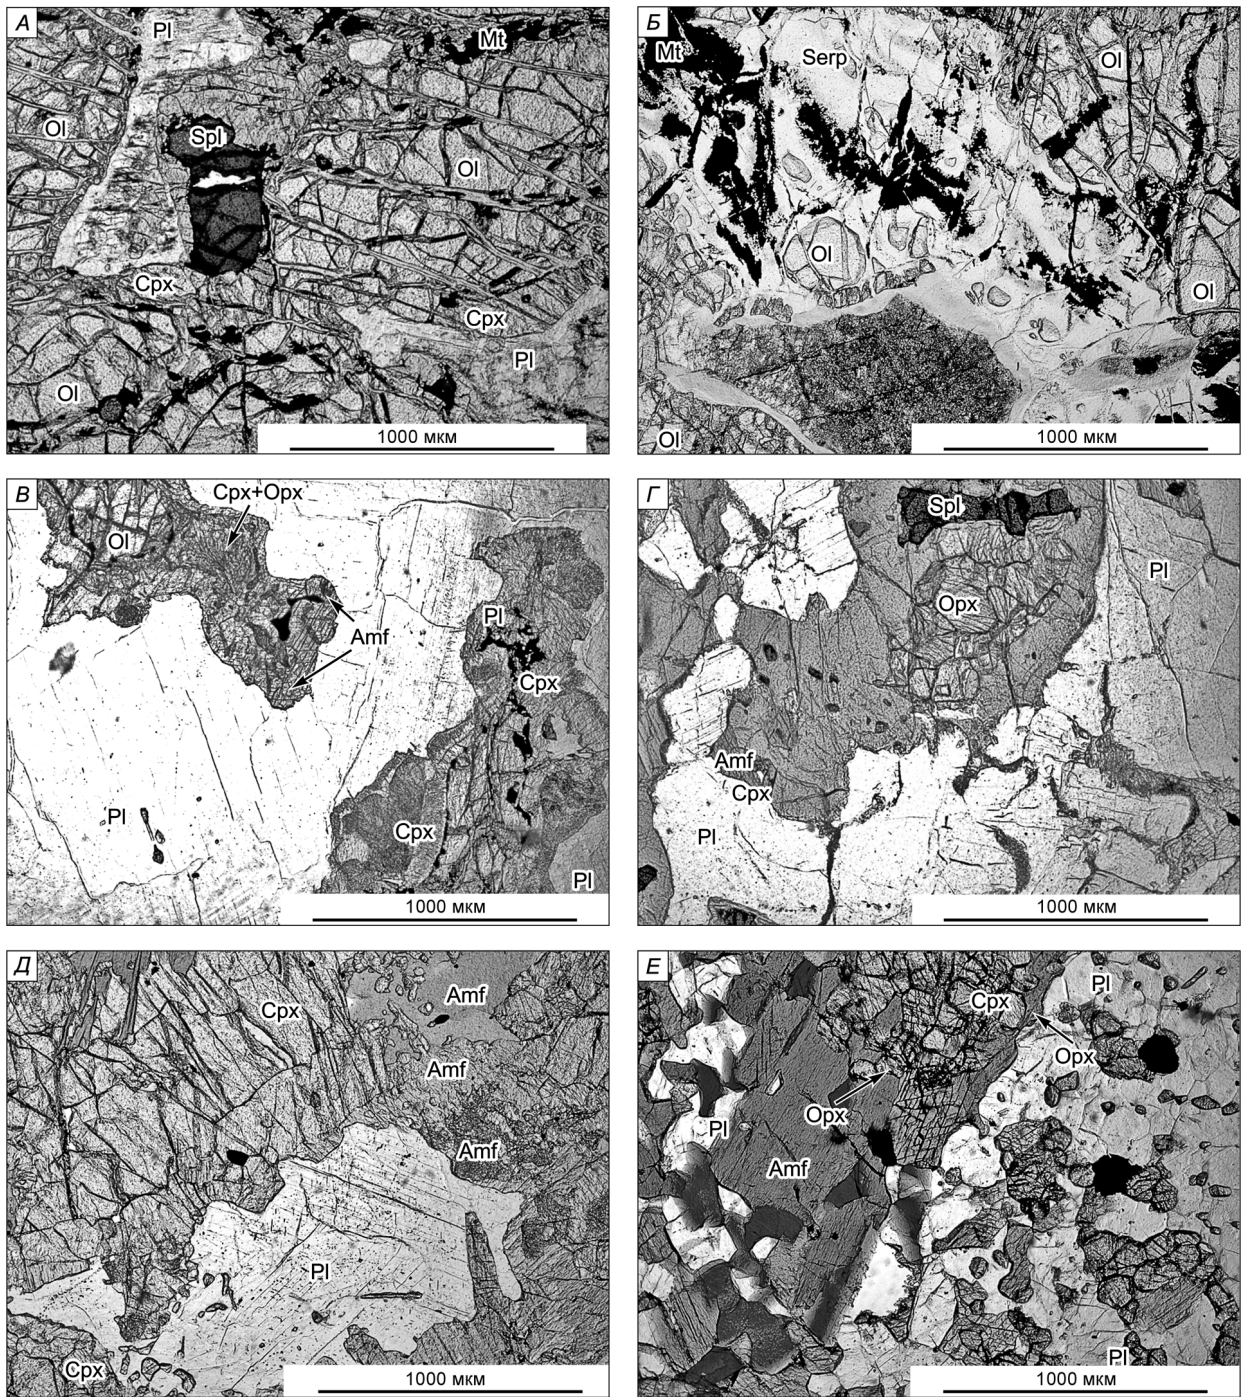 А
Pl
Mt
Ol
Spl
Ol
Cpx
Cpx
Pl
Ol
1000 мкм
Б
Mt
Serp
Ol
Ol
Ol
Ol
1000 мкм
В
Cpx+Opx
Ol
Pl
Amf
Cpx
Pl
Cpx
Pl
1000 мкм
Г
Spl
Pl
Opx
Amf
Cpx
Pl
1000 мкм
Д
Cpx
Amf
Amf
Amf
Pl
Cpx
1000 мкм
Е
Cpx
Pl
Opx
Opx
Pl
Amf
Pl
1000 мкм